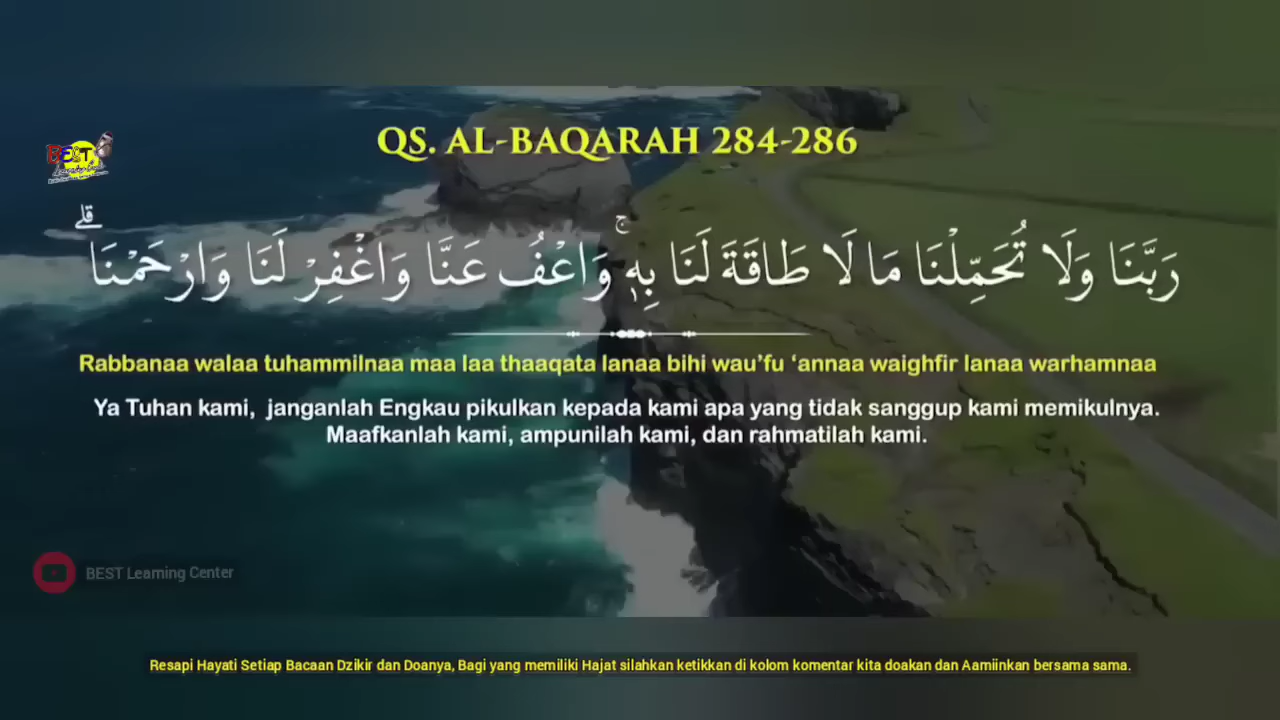 QS. AL-BAQARAH 284-286
BEST
رَبَّنَا وَلَا تُحَمِّلْنَا مَا لَا طَاقَةَ لَنَا بِهٖۚ وَاعْفُ عَنَّا وَاغْفِرْ لَنَا وَارْحَمْنَا ۗ
Rabbanaa walaa tuhammilnaa maa laa thaaqata lanaa bihi wau’fu ‘annaa waighfir lanaa warhamnaa
Ya Tuhan kami, janganlah Engkau pikulkan kepada kami apa yang tidak sanggup kami memikulnya.
Maafkanlah kami, ampunilah kami, dan rahmatilah kami.
BEST Learning Center
Resapi Hayati Setiap Bacaan Dzikir dan Doanya, Bagi yang memiliki Hajat silahkan ketikkan di kolom komentar kita doakan dan Aamiinkan bersama sama.